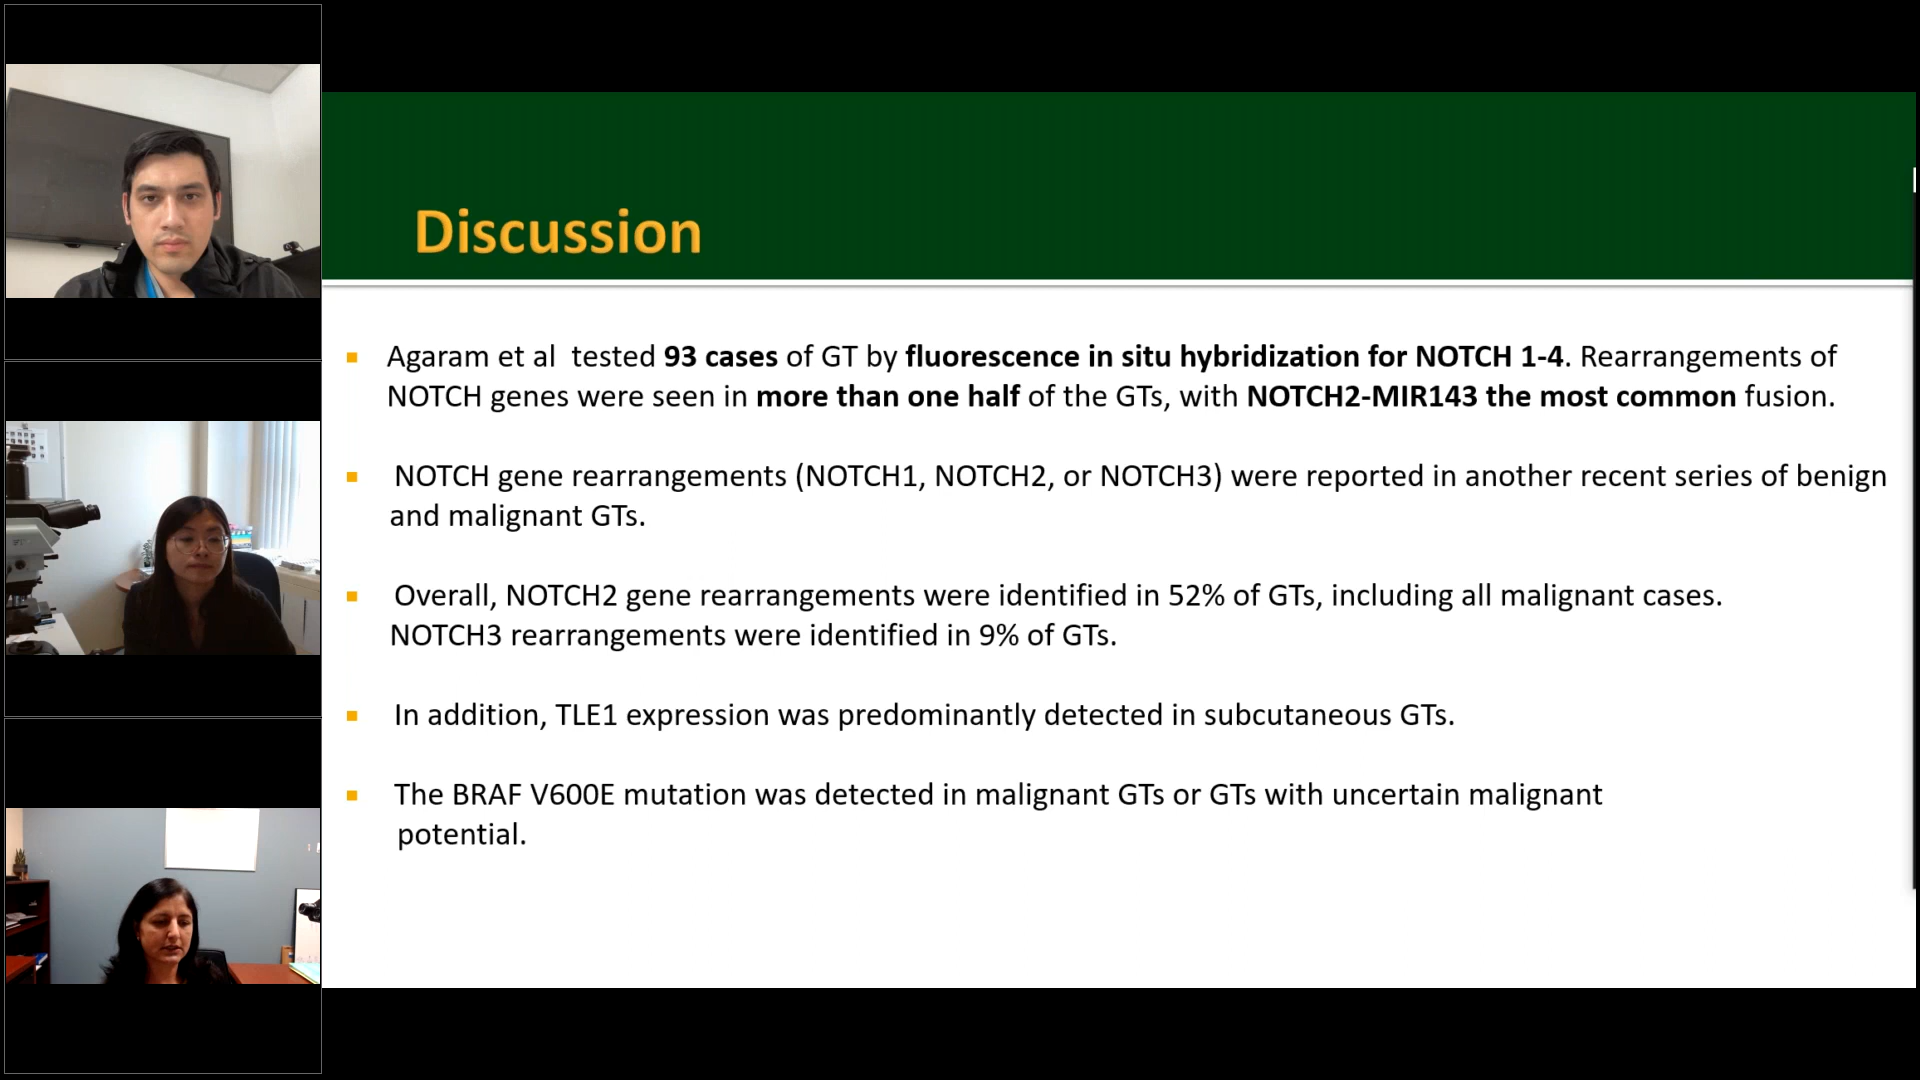 Discussion
Agaram et al  tested 93 cases of GT by fluorescence in situ hybridization for NOTCH 1-4. Rearrangements of
NOTCH genes were seen in more than one half of the GTs, with NOTCH2-MIR143 the most common fusion.
NOTCH gene rearrangements (NOTCH1, NOTCH2, or NOTCH3) were reported in another recent series of benign
and malignant GTs.
Overall, NOTCH2 gene rearrangements were identified in 52% of GTs, including all malignant cases.
NOTCH3 rearrangements were identified in 9% of GTs.
In addition, TLE1 expression was predominantly detected in subcutaneous GTs.
The BRAF V600E mutation was detected in malignant GTs or GTs with uncertain malignant
potential.